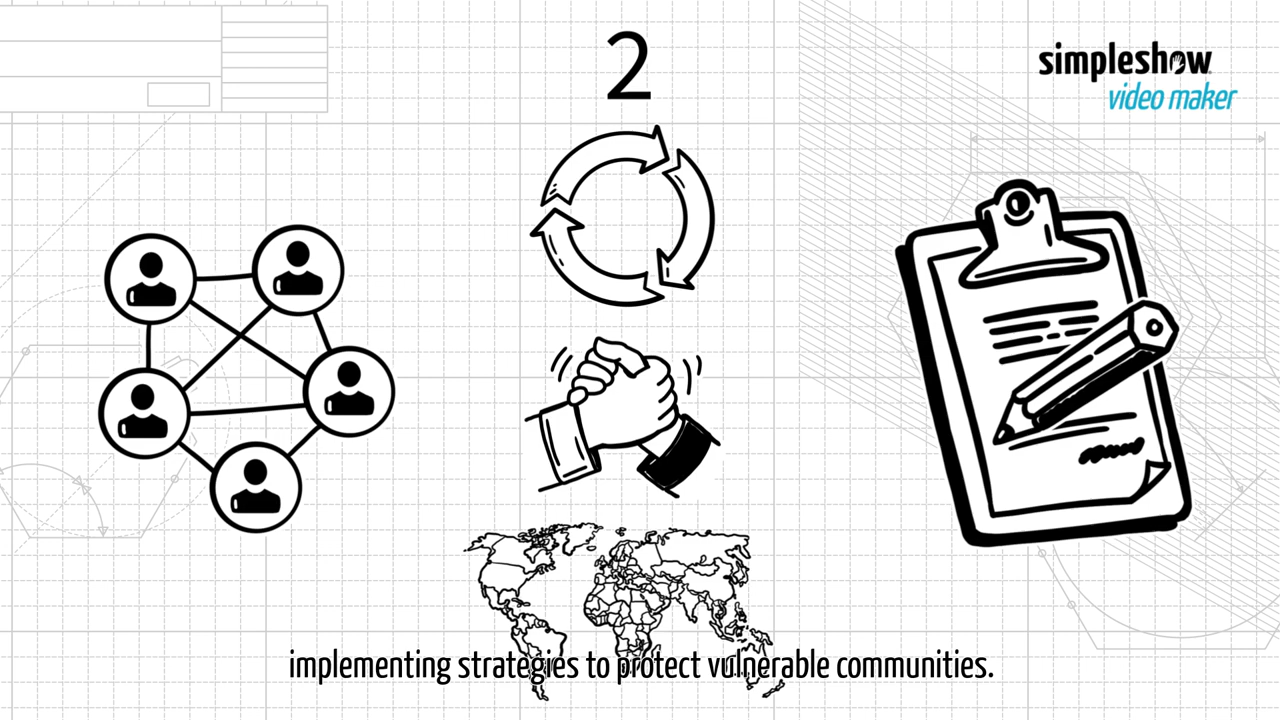 2
simpleshow
video maker
implementing strategies to protect vulnerable communities.